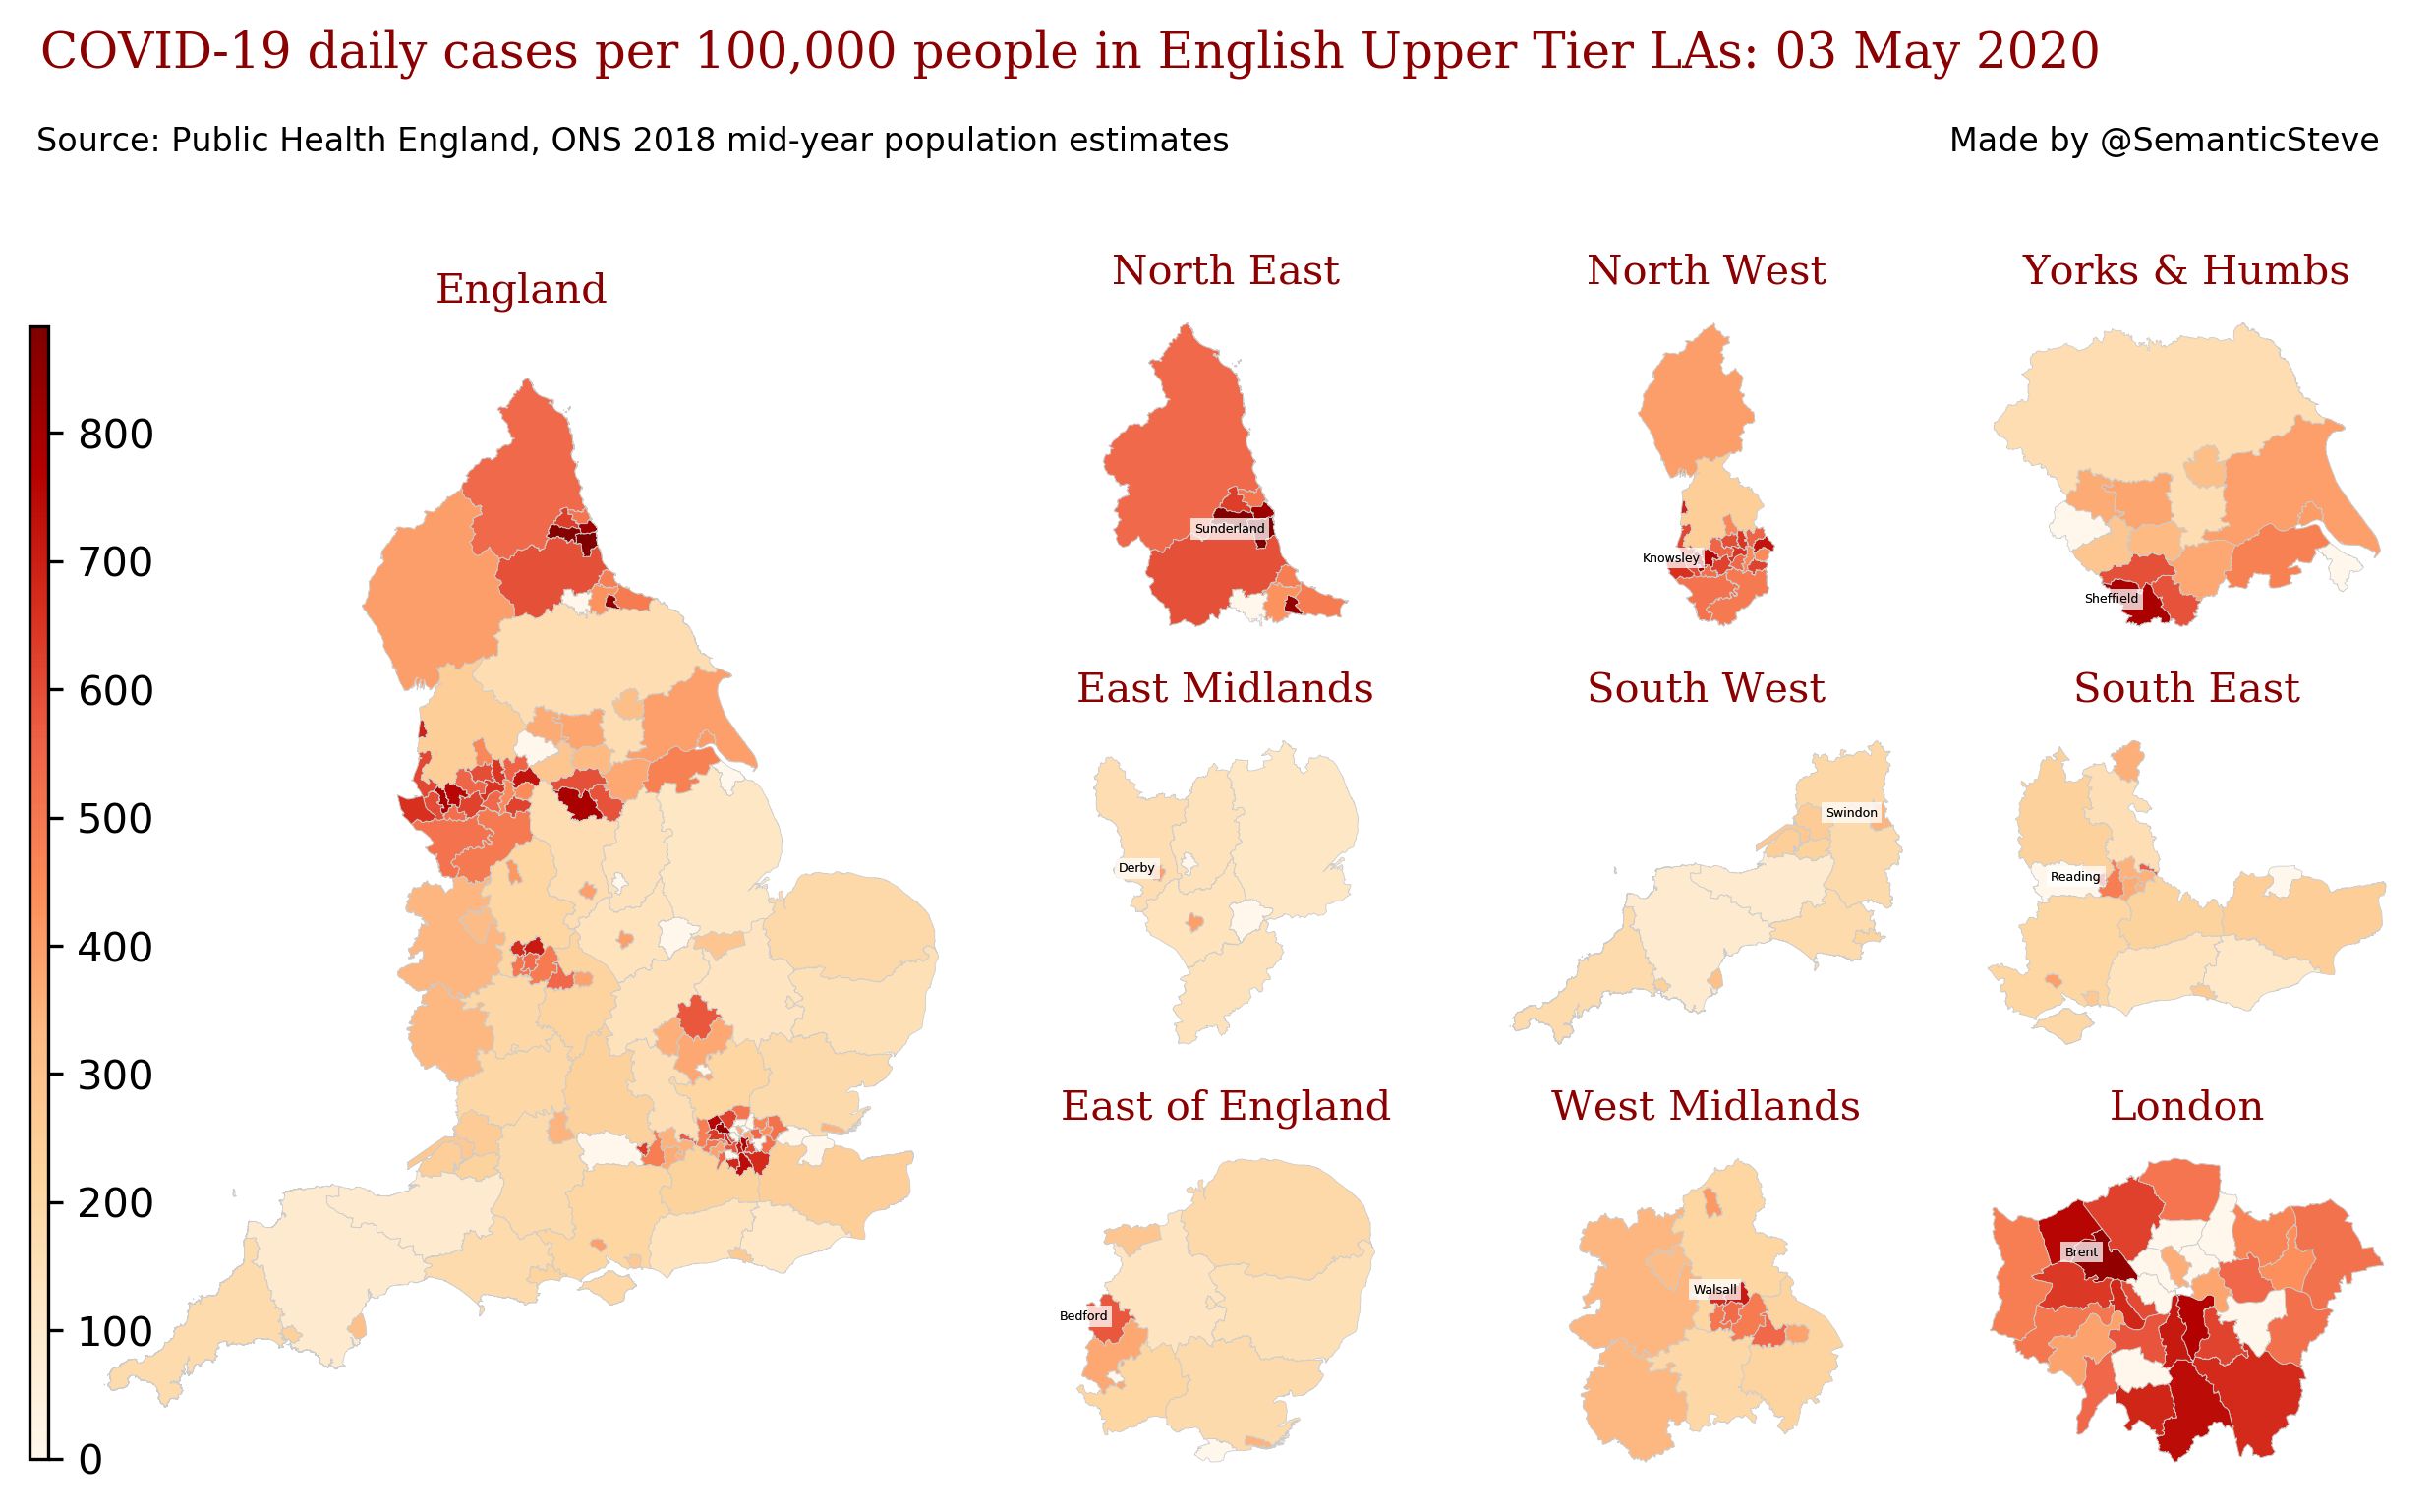 COVID-19 daily cases per 100,000 people in English Upper Tier LAs: 03 May 2020
Source: Public Health England, ONS 2018 mid-year population estimates
Made by @SemanticSteve
England
800
700
600
500
400
300
200
100
0
North East
Sunderland
North West
Knowsley
Yorks & Humbs
Sheffield
East Midlands
Derby
South West
Swindon
South East
Reading
East of England
Bedford
West Midlands
Walsall
London
Brent